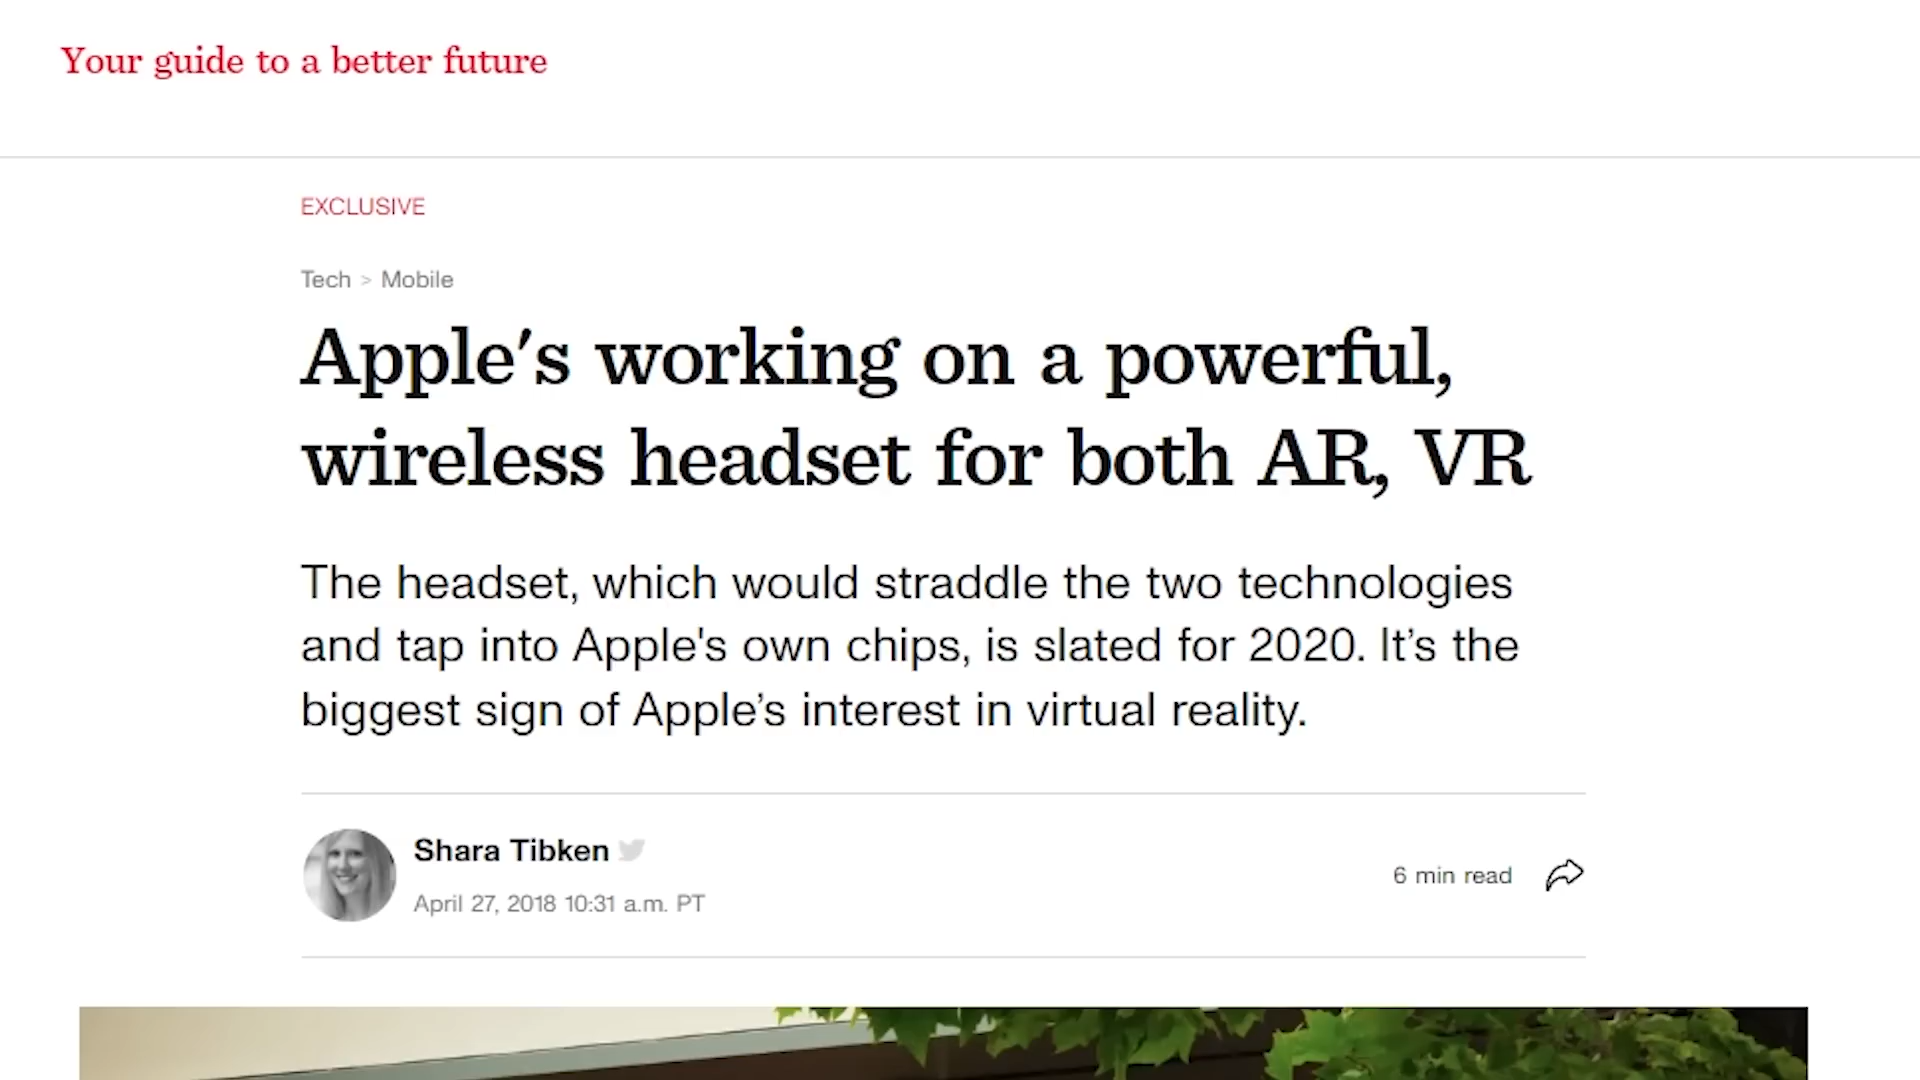 Your guide to a better future
EXCLUSIVE
Tech > Mobile
Apple's working on a powerful,
wireless headset for both AR, VR
The headset, which would straddle the two technologies
and tap into Apple's own chips, is slated for 2020. It’s the
biggest sign of Apple’s interest in virtual reality.
Shara Tibken
April 27, 2018 10:31 a.m. PT
6 min read